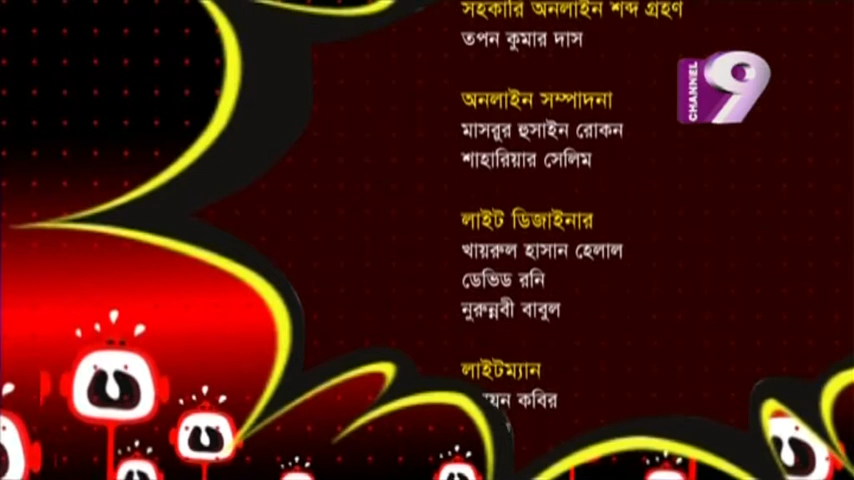 সহকারি অনলাইন শব্দ গ্রহণ
তপন কুমার দাস
CHANNEL 9
অনলাইন সম্পাদনা
মাসরুর হুসাইন রোকন
শাহারিয়ার সেলিম
লাইট ডিজাইনার
খায়রুল হাসান হেলাল
ডেভিড রনি
নুরুন্নবী বাবুল
লাইটম্যান
কবির